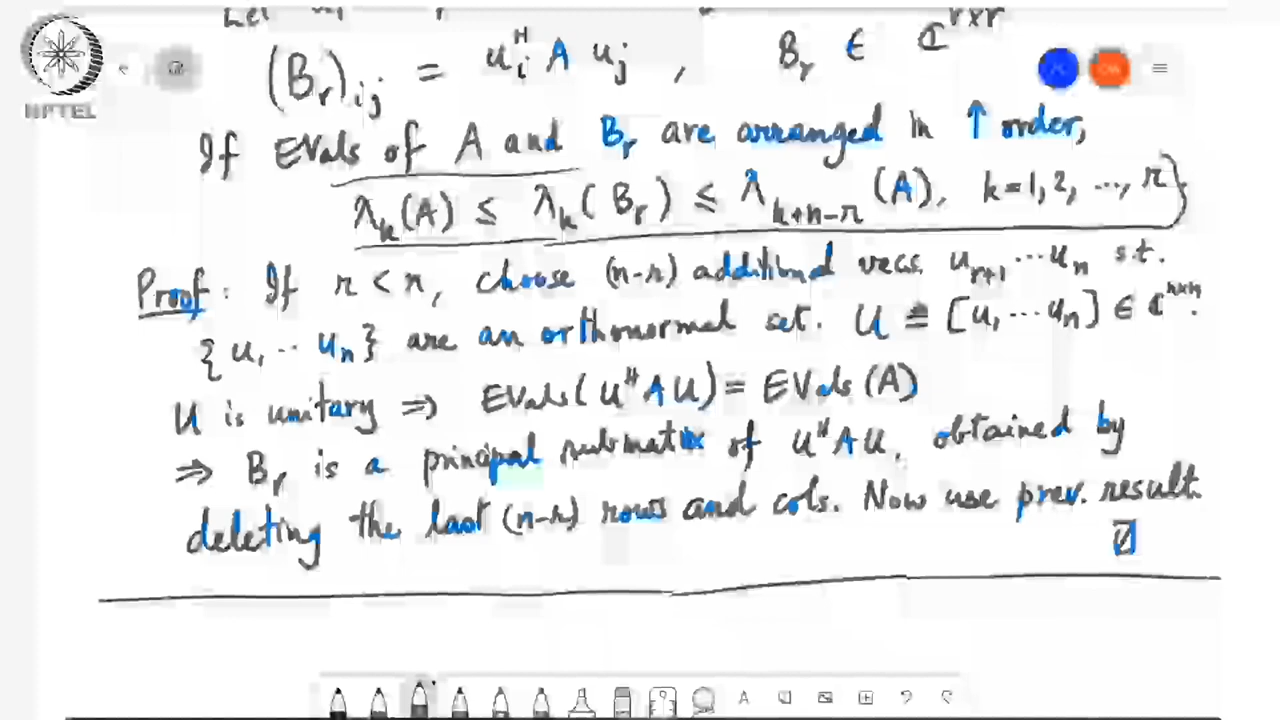 Let
(B_r)_ij = u_i^H A u_j , B_r ∈ ℂ^{r×r}
NPTEL
If EVals of A and B_r are arranged in ↑ order,
λ_k(A) ≤ λ_k(B_r) ≤ λ_{k+n-r}(A), k=1,2,...,r
Proof: If r<n, choose (n-r) additional vecs u_{r+1} ... u_n s.t.
{u_1 ... u_n} are an orthonormal set. U ≜ [u_1 ... u_n] ∈ ℂ^{n×n}.
U is unitary ⇒ EVals(U^H A U) = EVals(A)
⇒ B_r is a principal submatrix of U^H A U, obtained by
deleting the last (n-r) rows and cols. Now use prev. result.